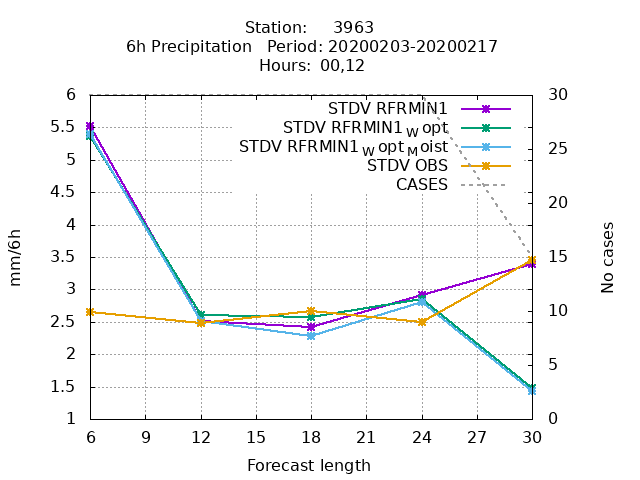 Station: 3963
6h Precipitation Period: 20200203-20200217
Hours: 00,12
STDV RFRMIN1
STDV RFRMIN1_W opt
STDV RFRMIN1_W opt_M oist
STDV OBS
CASES
6
5.5
5
4.5
4
3.5
3
2.5
2
1.5
1
mm/6h
30
25
20
15
10
5
0
No cases
6 9 12 15 18 21 24 27 30
Forecast length